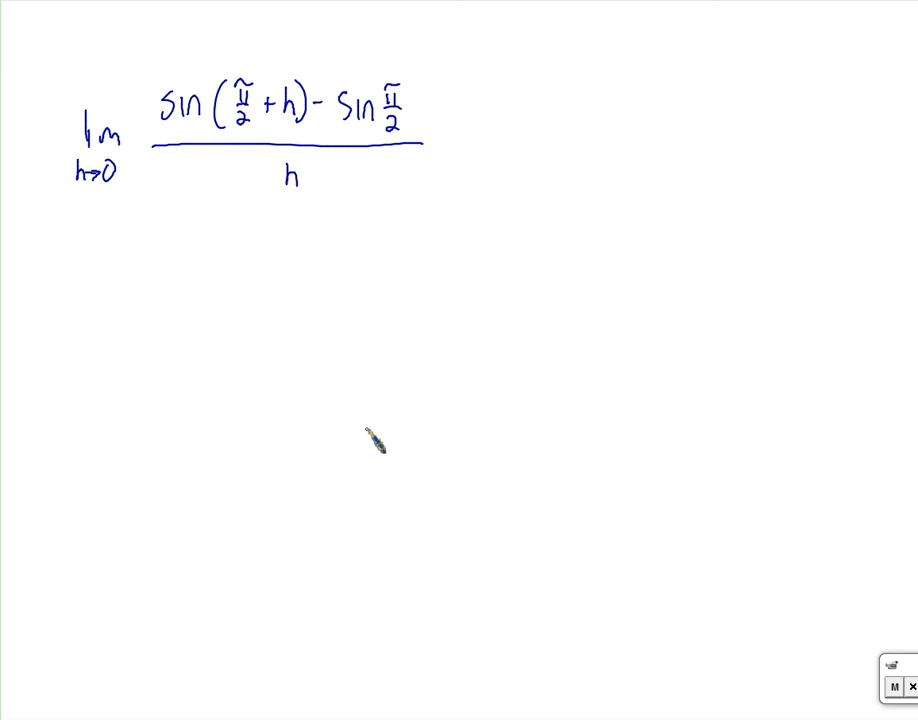 lim h→0 (sin(π/2 + h) - sin π/2) / h
M ×